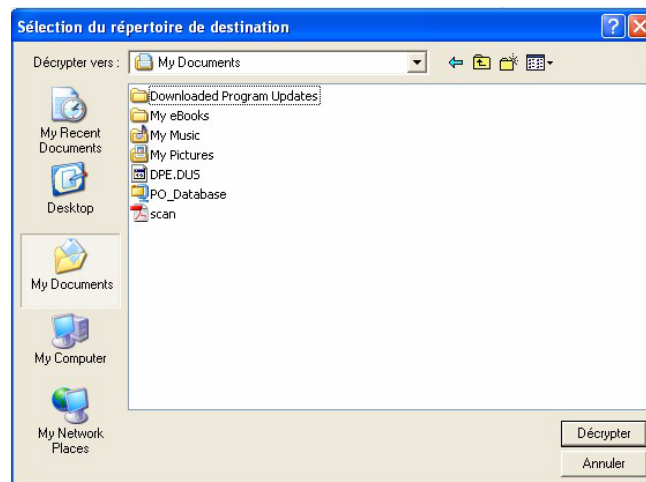 Sélection du répertoire de destination
Décrypter vers :
My Documents
My Recent
Documents
Desktop
My Documents
My Computer
My Network
Places
Downloaded Program Updates
My eBooks
My Music
My Pictures
DPE.DUS
PO_Database
scan
Décrypter
Annuler